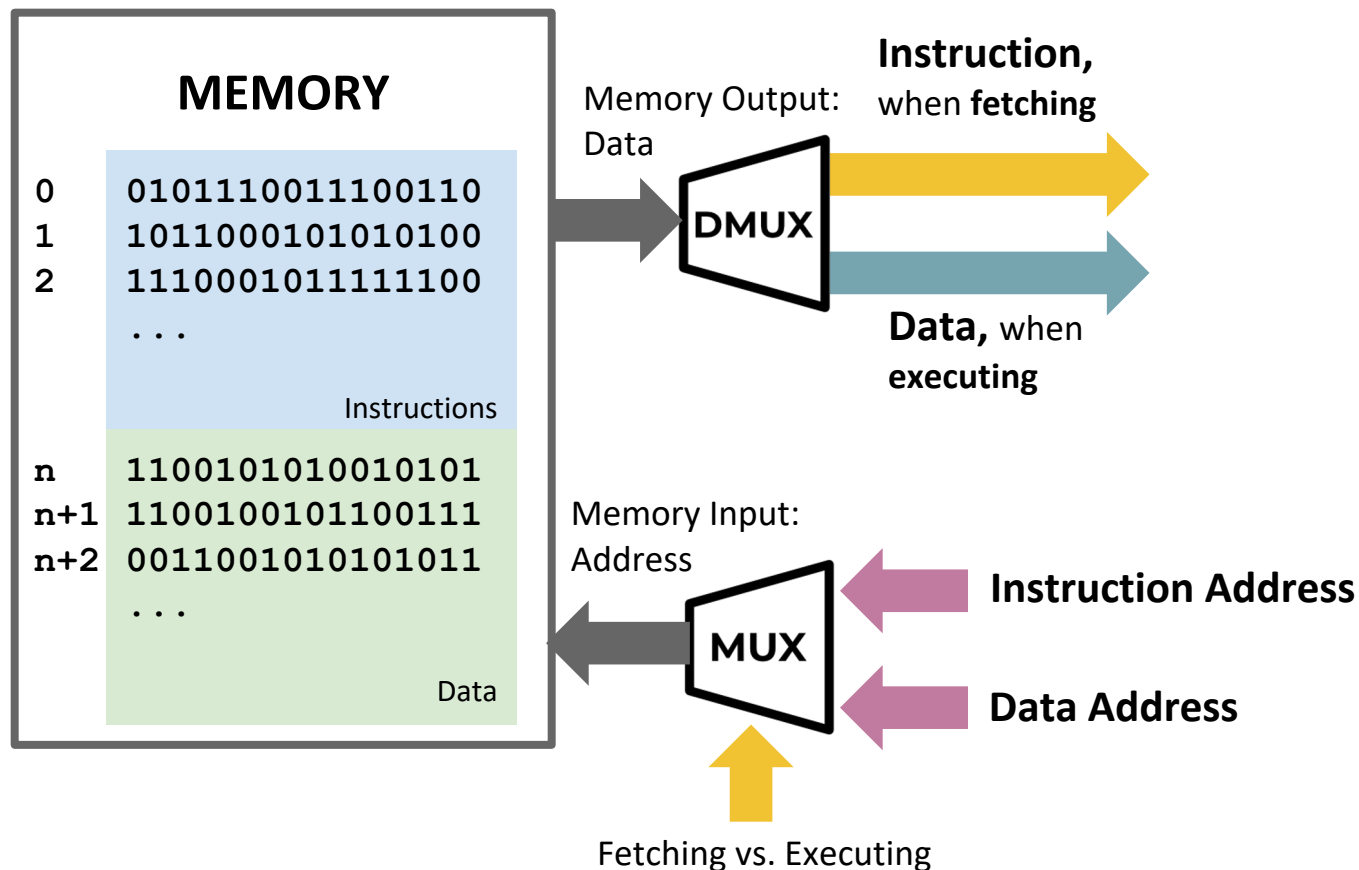 MEMORY
0 0101110011100110
1 1011000101010100
2 1110001011111100
...
Instructions
n 1100101010010101
n+1 1100100101100111
n+2 0011001010101011
...
Data
Memory Output:
Data
DMUX
Instruction,
when fetching
Data, when
executing
Memory Input:
Address
MUX
Instruction Address
Data Address
Fetching vs. Executing